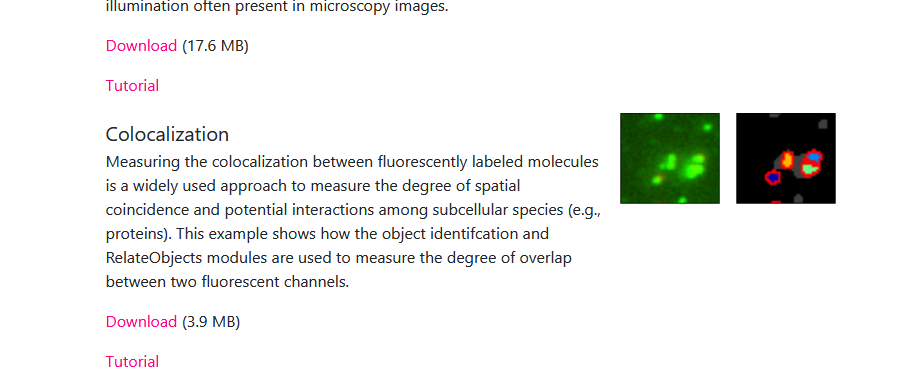 illumination often present in microscopy images.
Download (17.6 MB)
Tutorial
Colocalization
Measuring the colocalization between fluorescently labeled molecules
is a widely used approach to measure the degree of spatial
coincidence and potential interactions among subcellular species (e.g.,
proteins). This example shows how the object identifcation and
RelateObjects modules are used to measure the degree of overlap
between two fluorescent channels.
Download (3.9 MB)
Tutorial